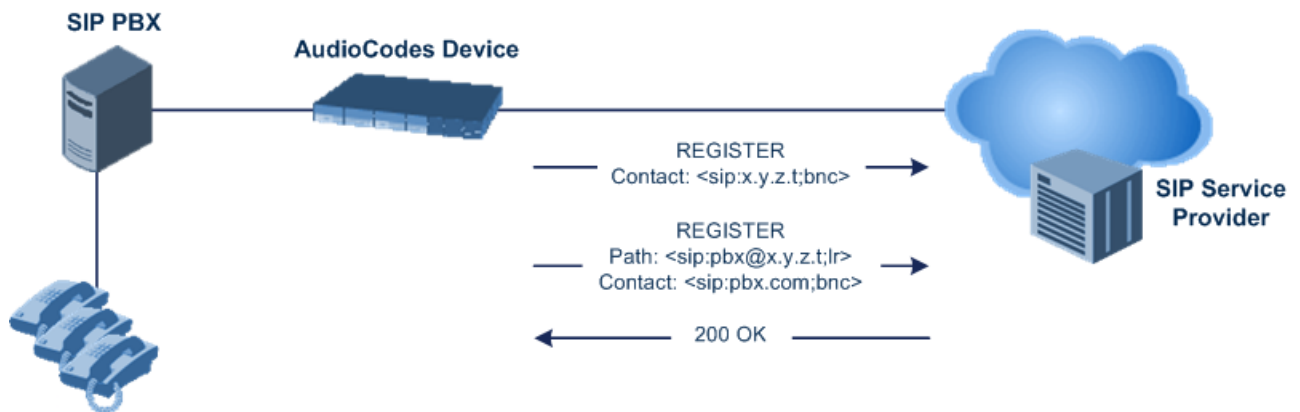 SIP PBX
AudioCodes Device
REGISTER
Contact: <sip:x.y.z.t;bnc>
SIP Service
Provider
REGISTER
Path: <sip:pbx@x.y.z.t;lr>
Contact: <sip:pbx.com;bnc>
200 OK